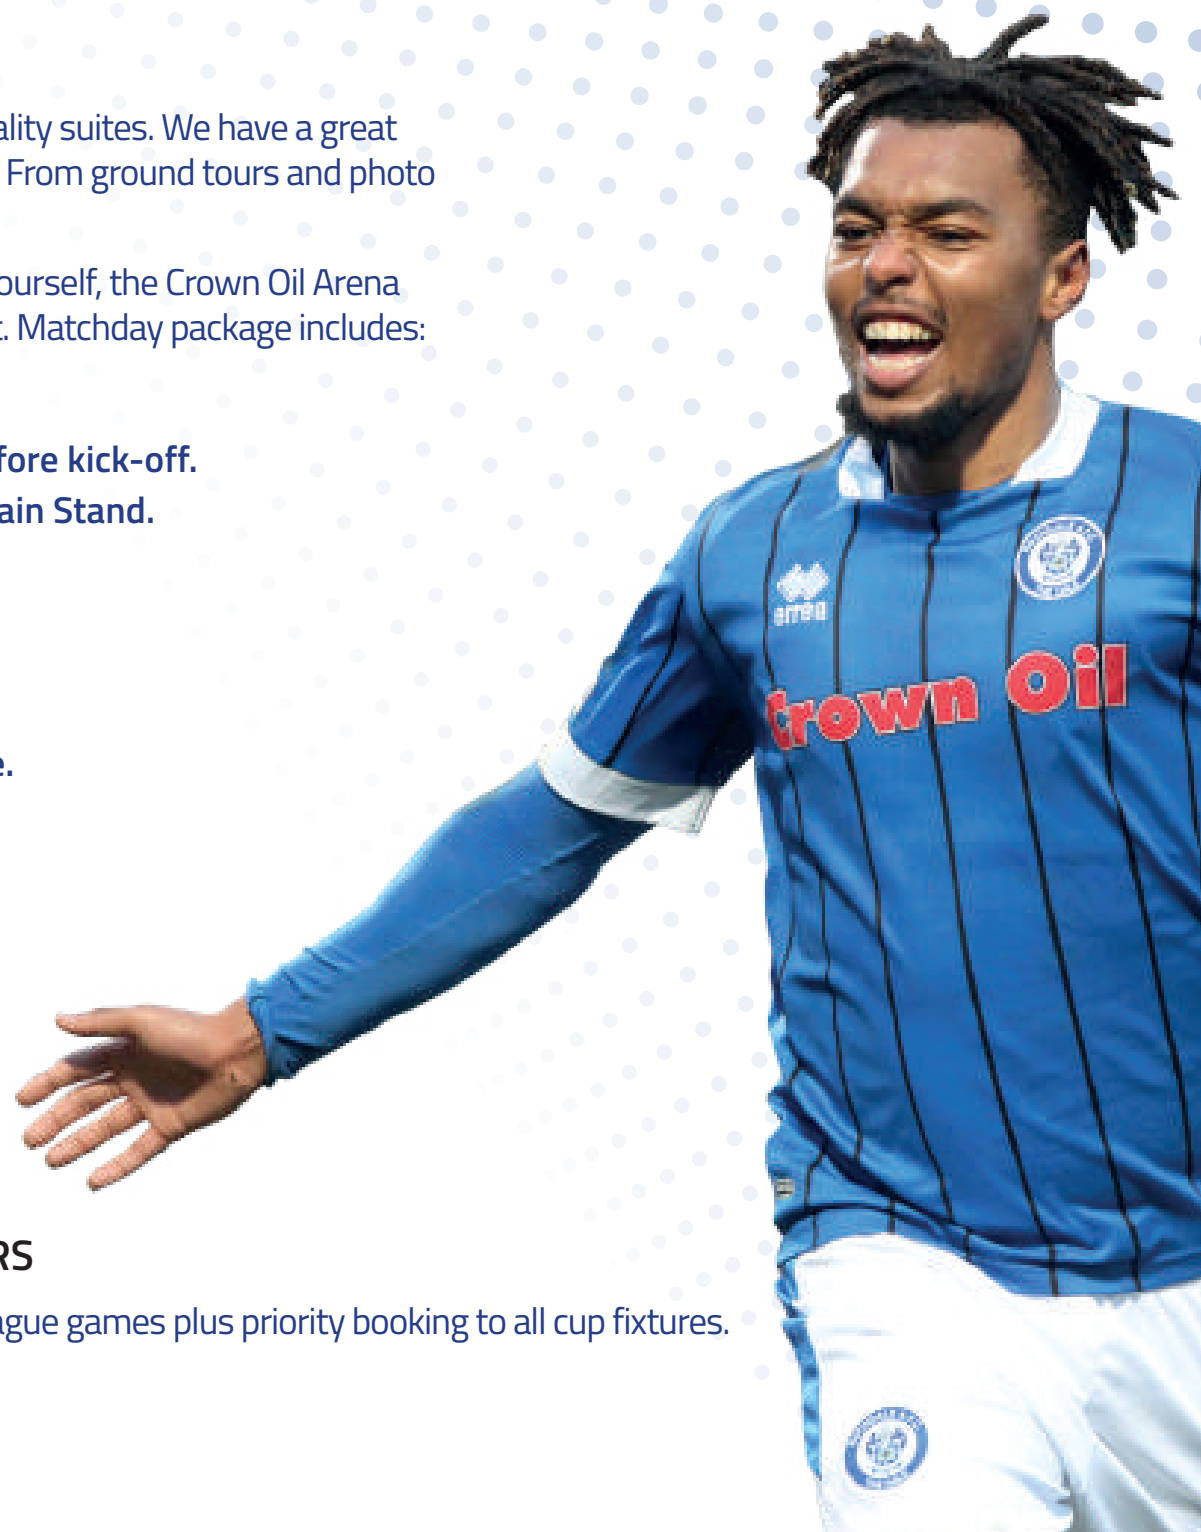 ality suites. We have a great
From ground tours and photo
ourself, the Crown Oil Arena
t. Matchday package includes:
fore kick-off.
ain Stand.
erreà
Crown Oil
e.
RS
ague games plus priority booking to all cup fixtures.